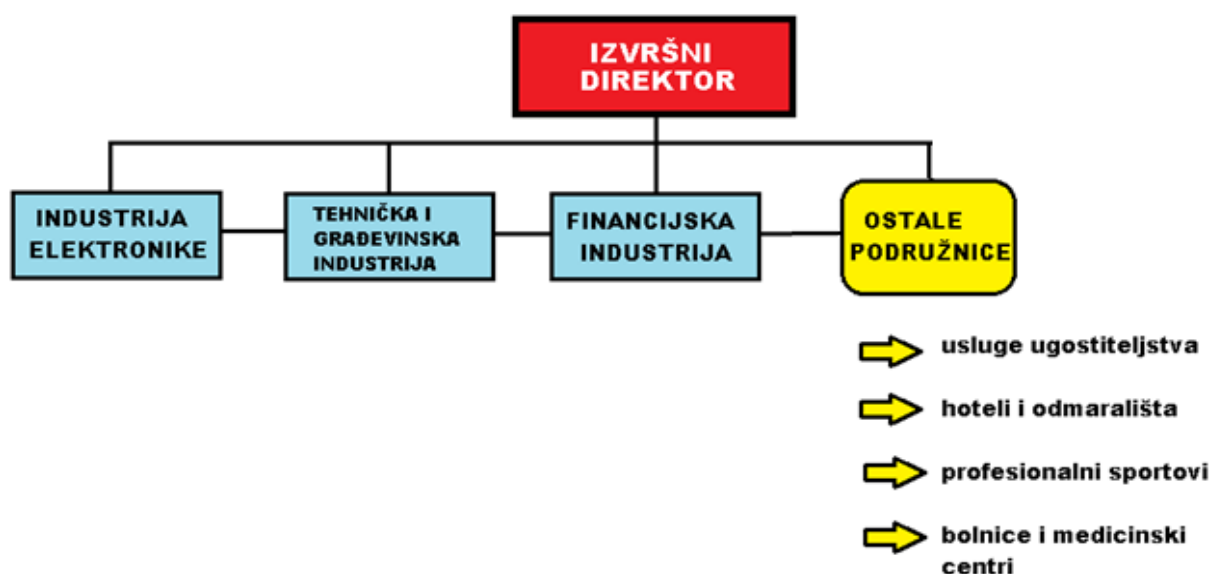 IZVRŠNI
DIREKTOR
INDUSTRIJA
ELEKTRONIKE
TEHNIČKA I
GRAĐEVINSKA
INDUSTRIJA
FINANCIJSKA
INDUSTRIJA
OSTALE
PODRUŽNICE
usluge ugostiteljstva
hoteli i odmarališta
profesionalni sportovi
bolnice i medicinski
centri